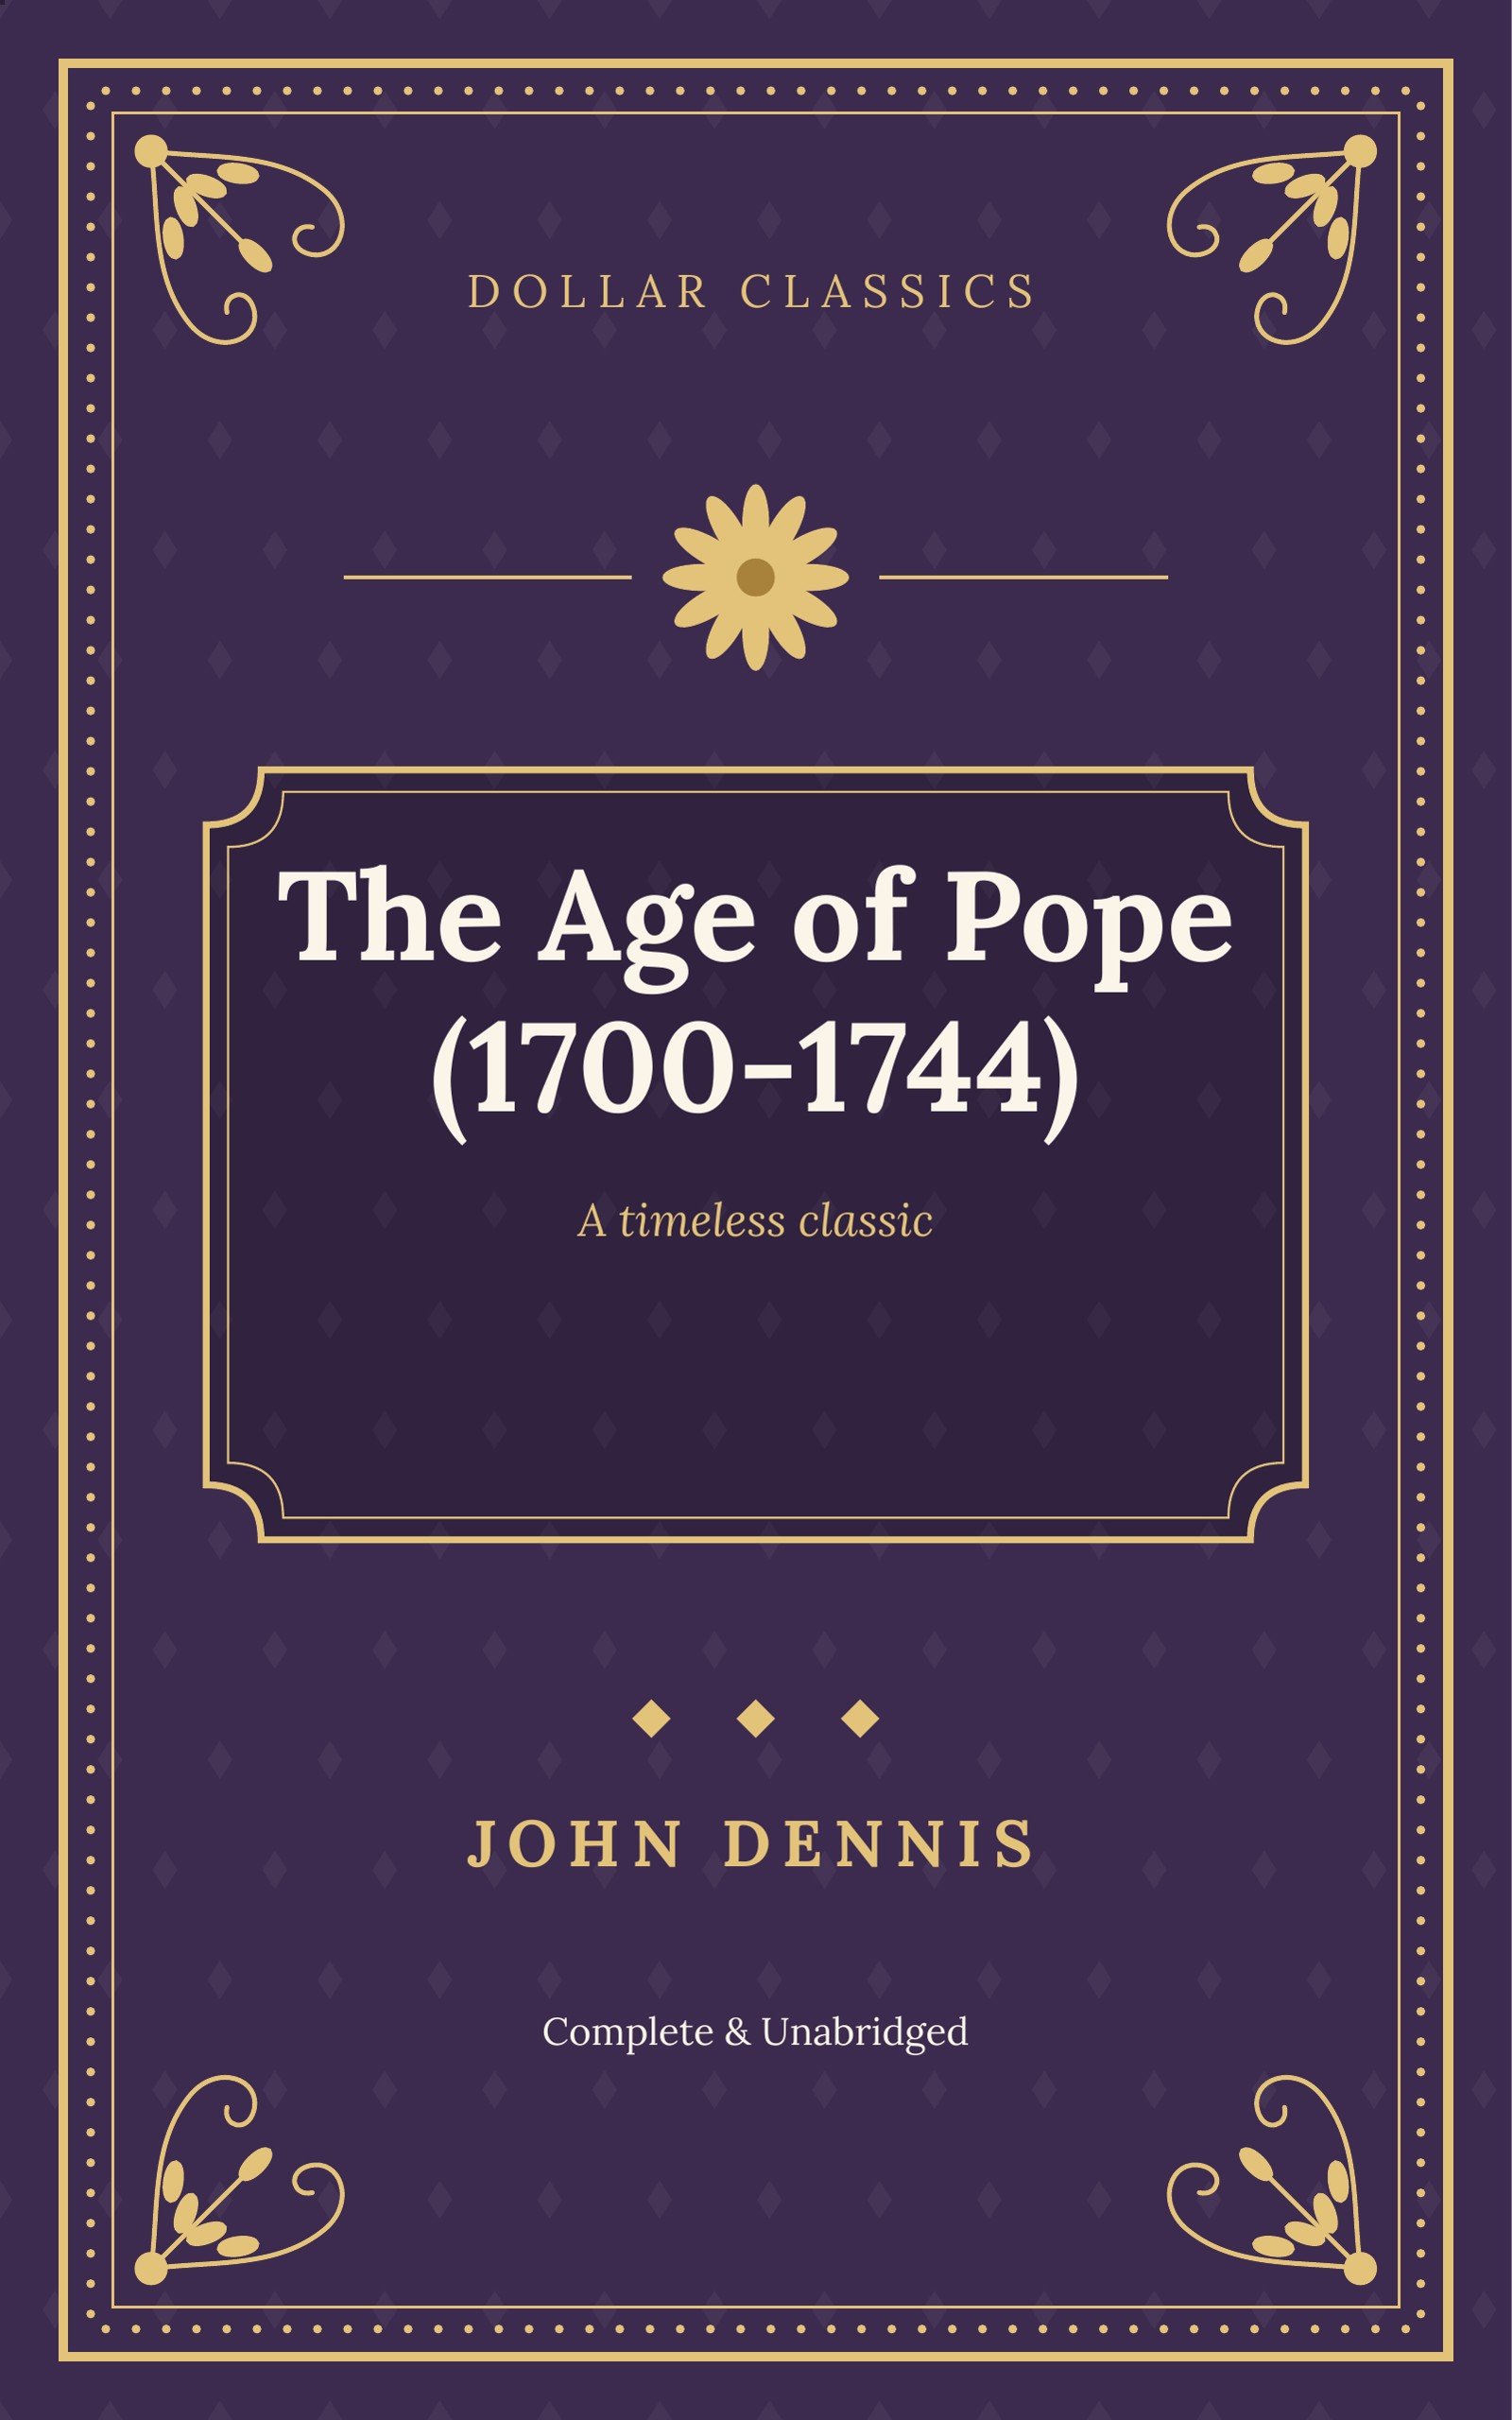 DOLLAR CLASSICS
The Age of Pope
(1700–1744)
A timeless classic
JOHN DENNIS
Complete & Unabridged